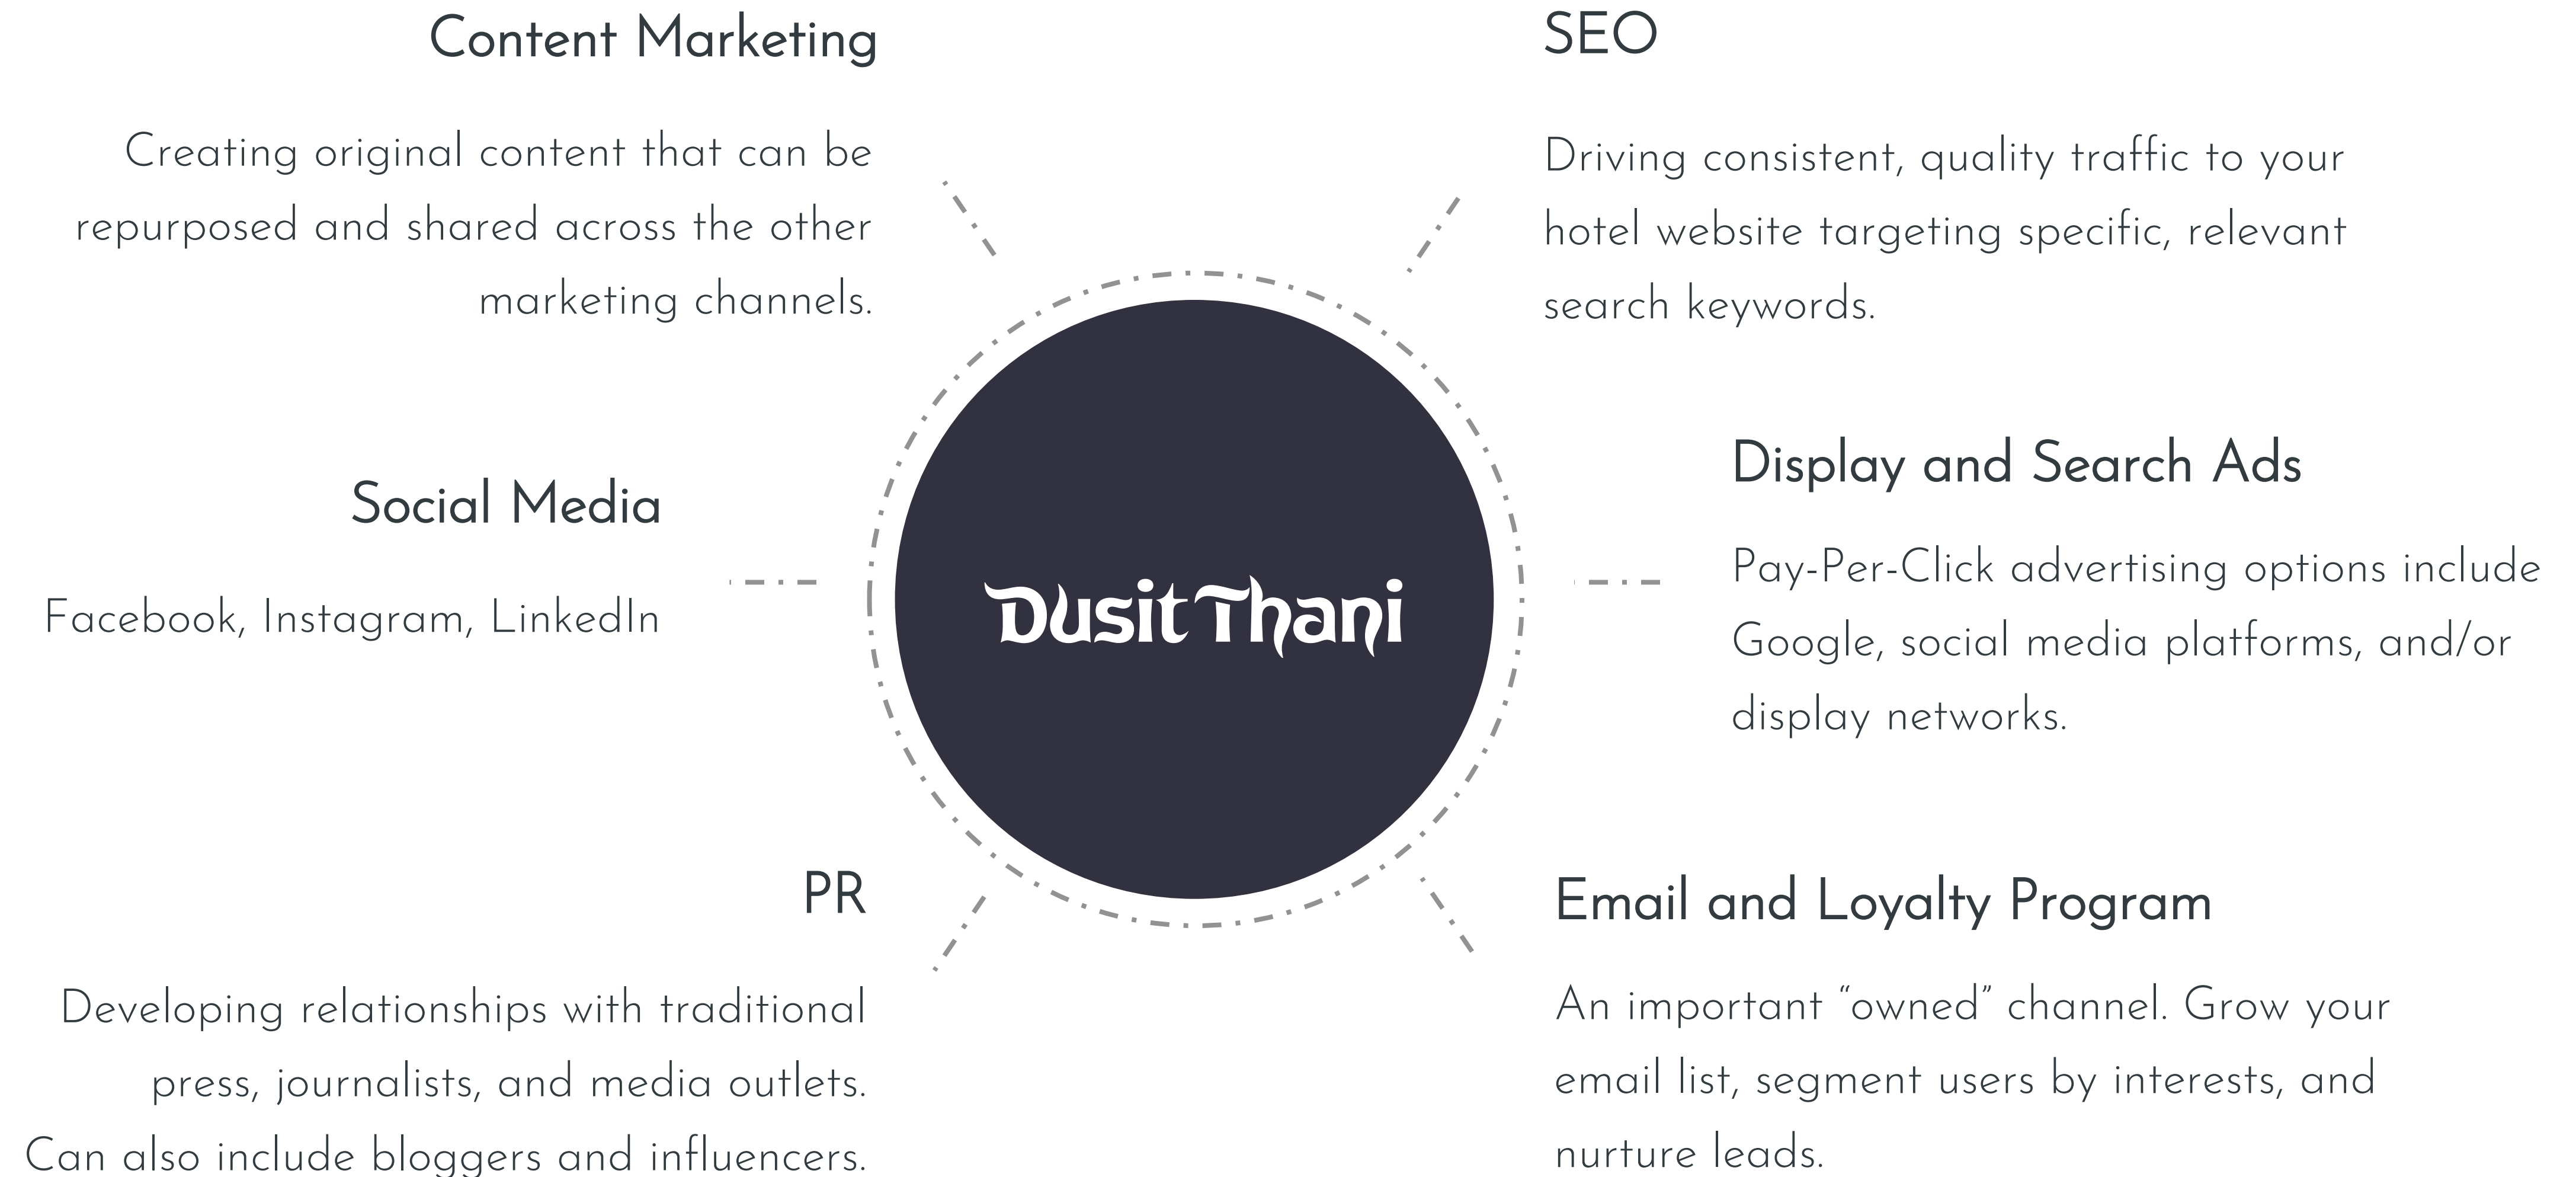 Content Marketing
Creating original content that can be
repurposed and shared across the other
marketing channels.
SEO
Driving consistent, quality traffic to your
hotel website targeting specific, relevant
search keywords.
Social Media
Facebook, Instagram, LinkedIn
Dusit Thani
Display and Search Ads
Pay-Per-Click advertising options include
Google, social media platforms, and/or
display networks.
PR
Developing relationships with traditional
press, journalists, and media outlets.
Can also include bloggers and influencers.
Email and Loyalty Program
An important “owned” channel. Grow your
email list, segment users by interests, and
nurture leads.